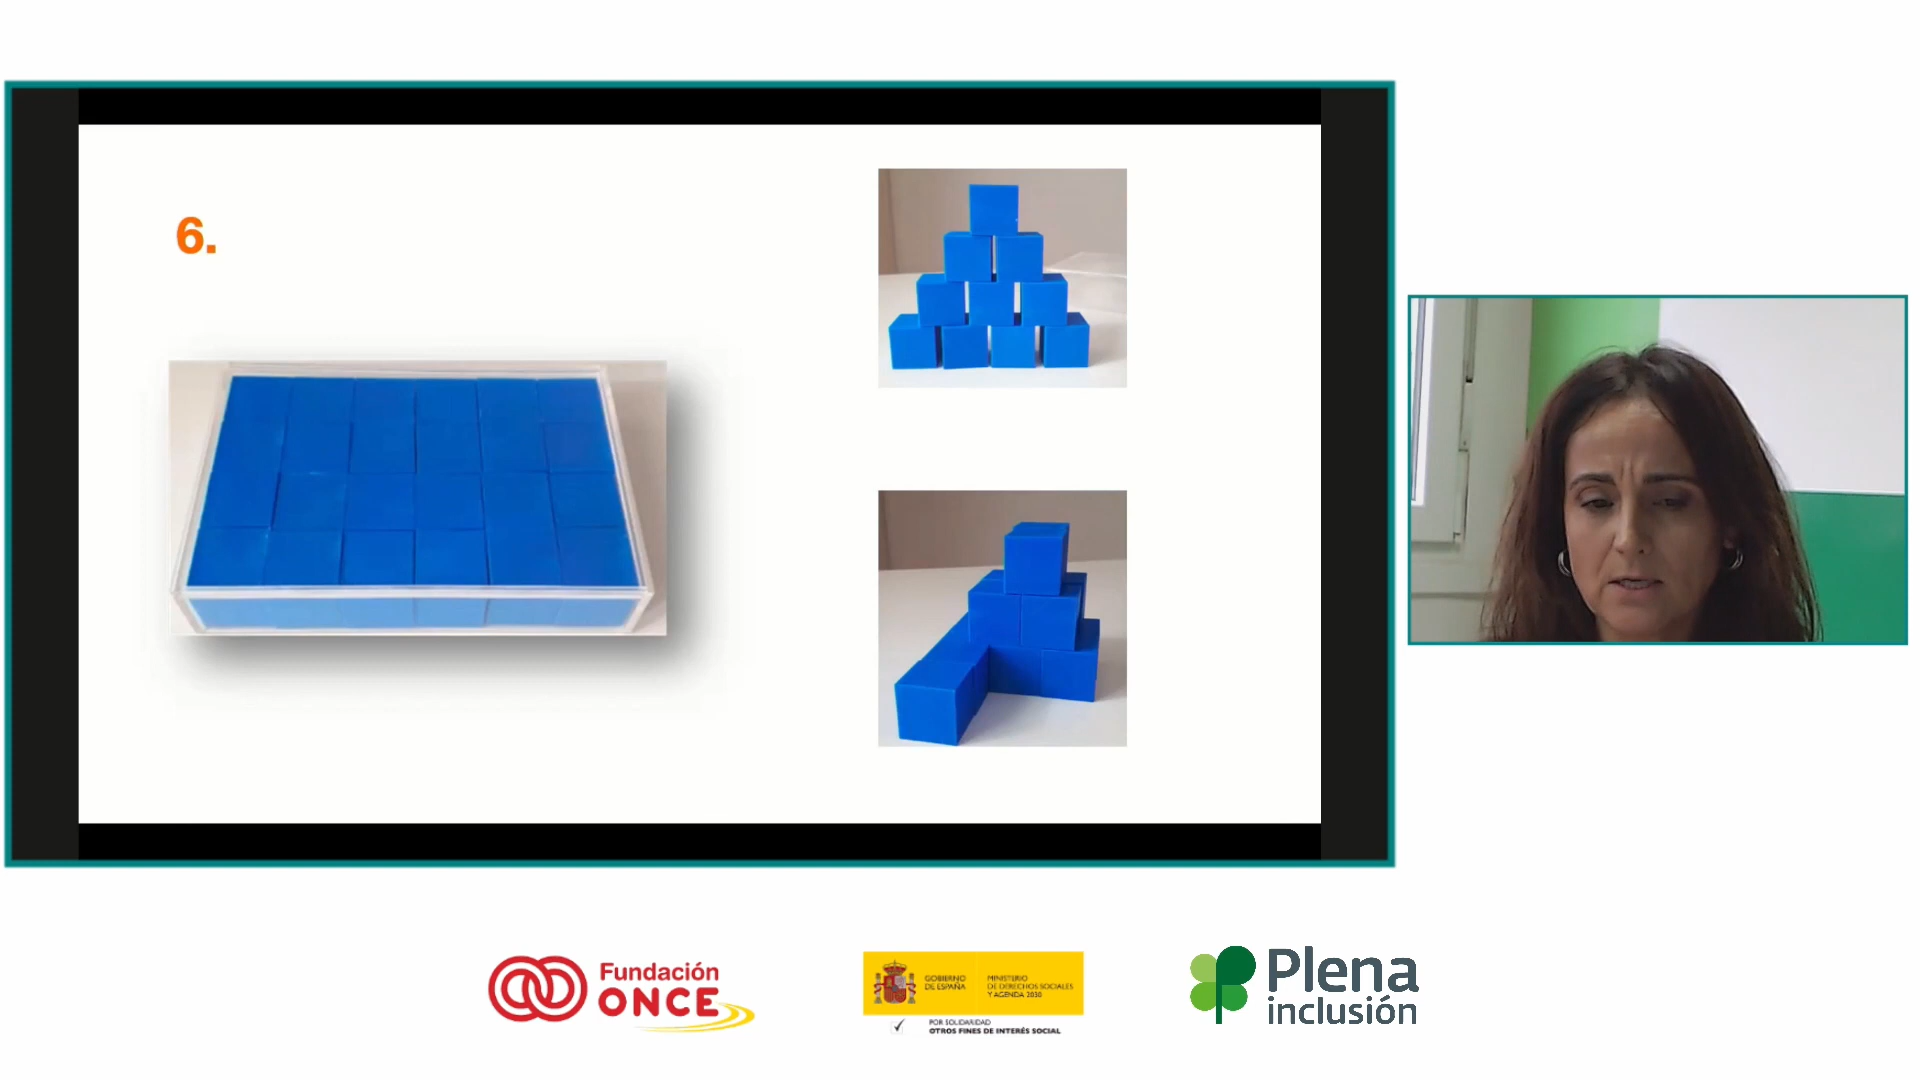 6.
Fundación
ONCE
GOBIERNO
DE ESPAÑA
MINISTERIO
DE DERECHOS SOCIALES
Y AGENDA 2030
POR SOLIDARIDAD
OTROS FINES DE INTERÉS SOCIAL
Plena
inclusión